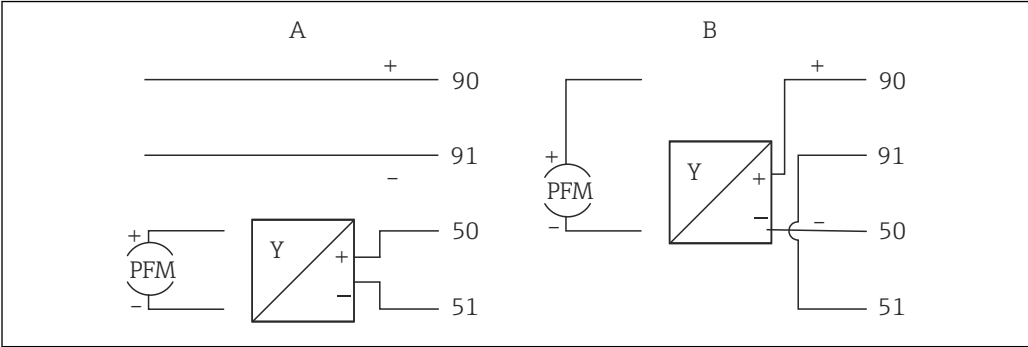 A B
+ 90 + 90
91 + 91
− PFM Y +
+ 50 − − − 50
PFM Y +
− − 51 51